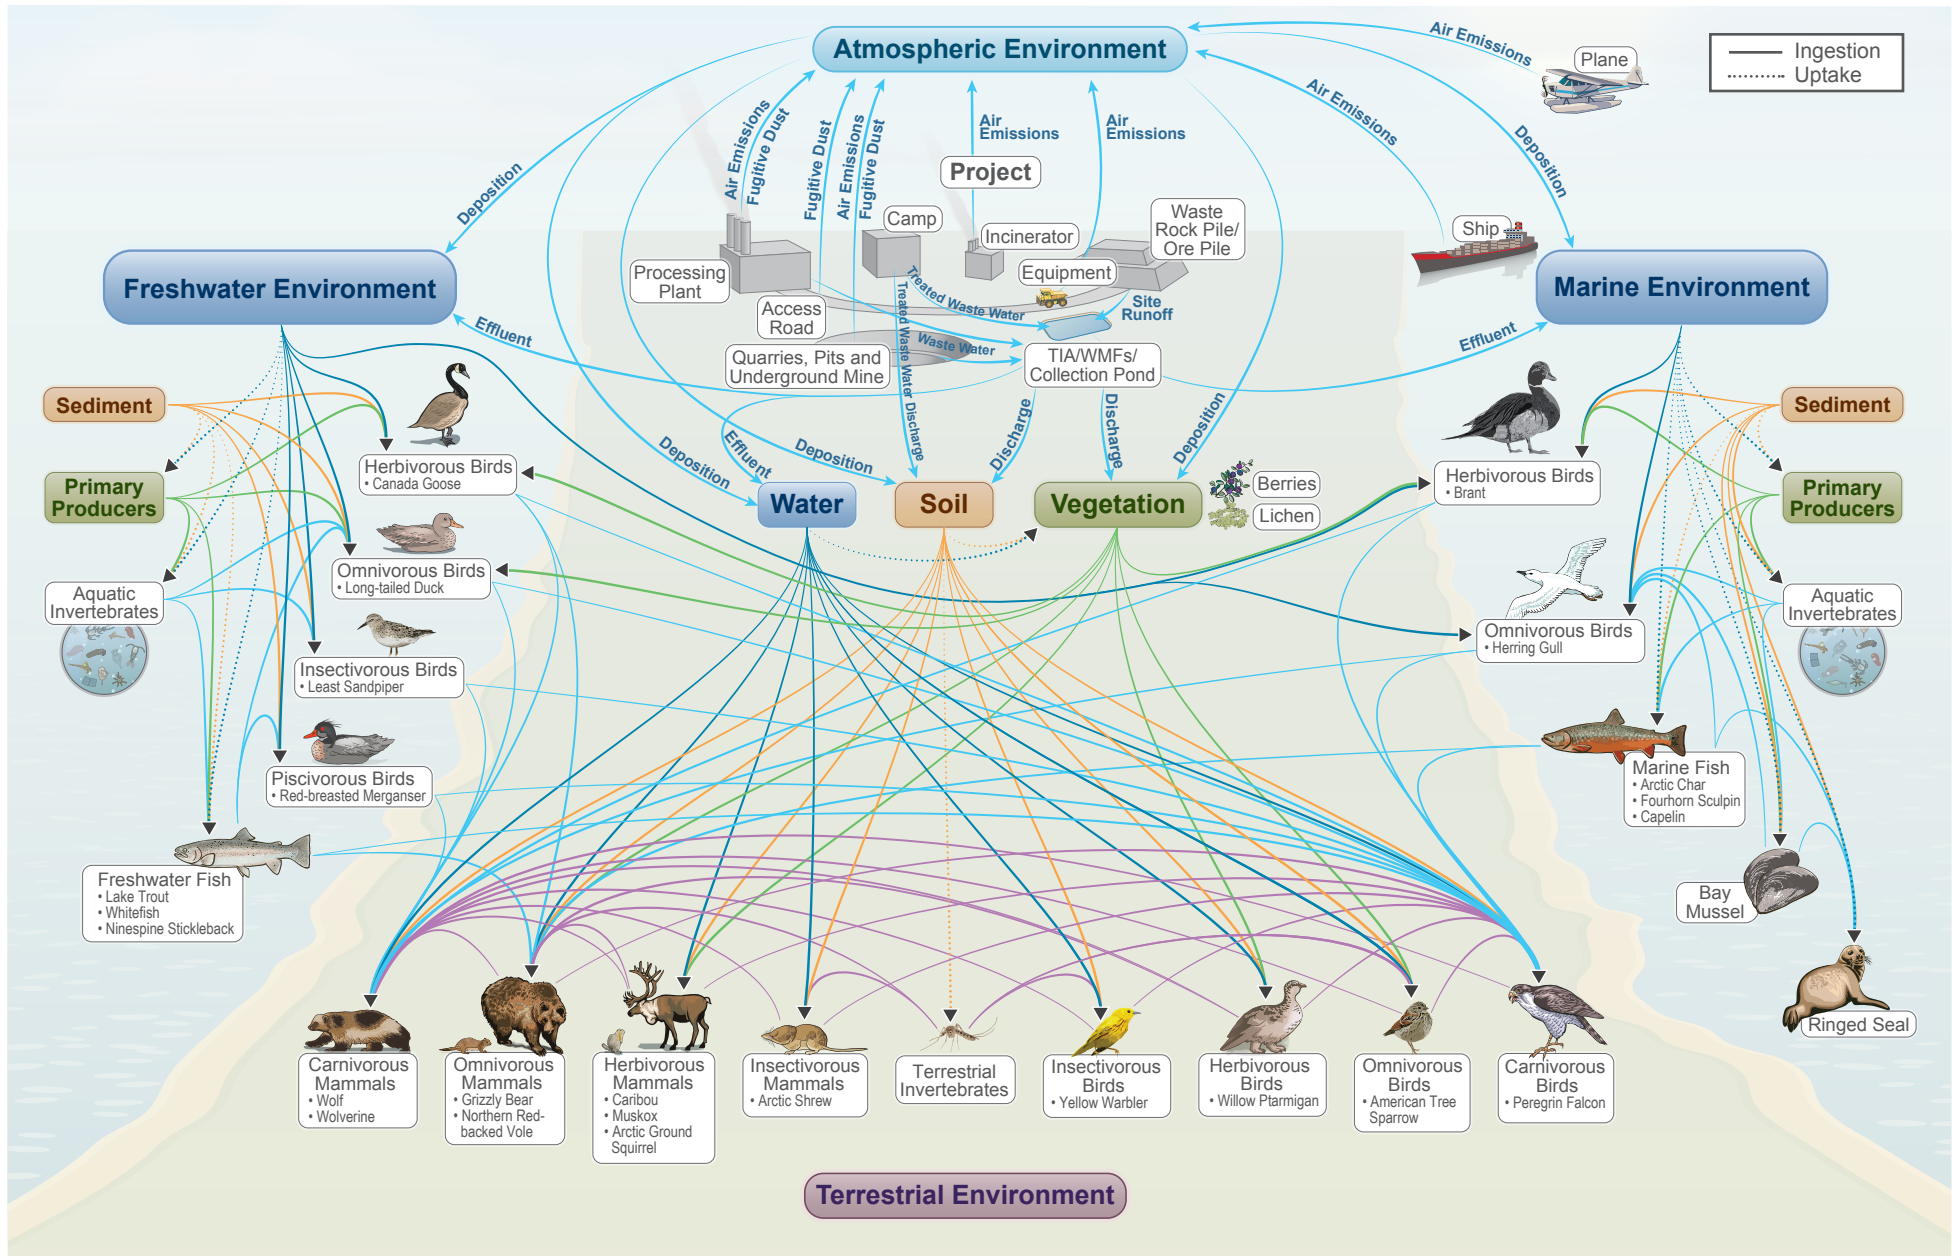 Atmospheric Environment
Air Emissions
Plane
Ingestion
Uptake
Air Emissions
Fugitive Dust
Fugitive Dust
Air Emissions
Fugitive Dust
Air
Emissions
Air
Emissions
Air Emissions
Deposition
Deposition
Project
Camp
Incinerator
Waste
Rock Pile/
Ore Pile
Ship
Processing
Plant
Equipment
Access
Road
Treated Waste Water
Treated Waste Water Discharge
Site
Runoff
Waste Water
Quarries, Pits and
Underground Mine
TIA/WMFs/
Collection Pond
Freshwater Environment
Marine Environment
Effluent
Effluent
Effluent
Deposition
Deposition
Discharge
Discharge
Deposition
Water
Soil
Vegetation
Berries
Lichen
Sediment
Primary
Producers
Aquatic
Invertebrates
Herbivorous Birds
• Canada Goose
Omnivorous Birds
• Long-tailed Duck
Insectivorous Birds
• Least Sandpiper
Piscivorous Birds
• Red-breasted Merganser
Freshwater Fish
• Lake Trout
• Whitefish
• Ninespine Stickleback
Sediment
Primary
Producers
Aquatic
Invertebrates
Herbivorous Birds
• Brant
Omnivorous Birds
• Herring Gull
Marine Fish
• Arctic Char
• Fourhorn Sculpin
• Capelin
Bay
Mussel
Ringed Seal
Carnivorous
Mammals
• Wolf
• Wolverine
Omnivorous
Mammals
• Grizzly Bear
• Northern Red-
backed Vole
Herbivorous
Mammals
• Caribou
• Muskox
• Arctic Ground
Squirrel
Insectivorous
Mammals
• Arctic Shrew
Terrestrial
Invertebrates
Insectivorous
Birds
• Yellow Warbler
Herbivorous
Birds
• Willow Ptarmigan
Omnivorous
Birds
• American Tree
Sparrow
Carnivorous
Birds
• Peregrin Falcon
Terrestrial Environment